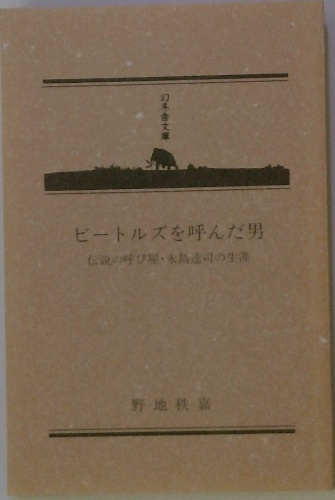 幻冬舎文庫
ビートルズを呼んだ男
伝説の呼び屋・永島達司の生涯
野地秩嘉